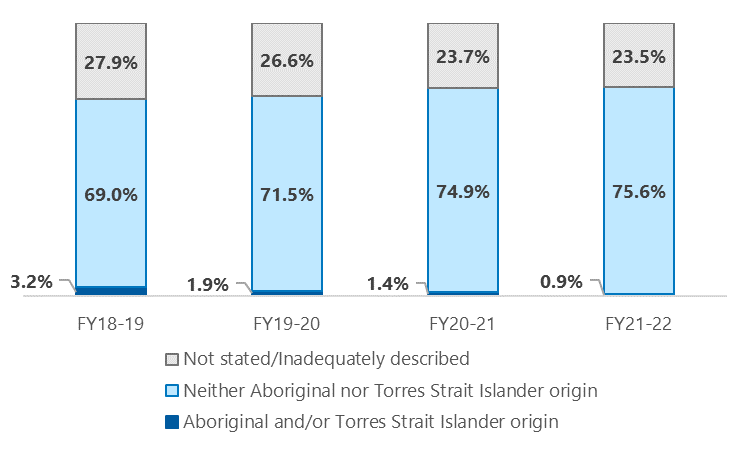 27.9% 26.6% 23.7% 23.5%
69.0% 71.5% 74.9% 75.6%
3.2% 1.9% 1.4% 0.9%
FY18-19 FY19-20 FY20-21 FY21-22
Not stated/Inadequately described
Neither Aboriginal nor Torres Strait Islander origin
Aboriginal and/or Torres Strait Islander origin